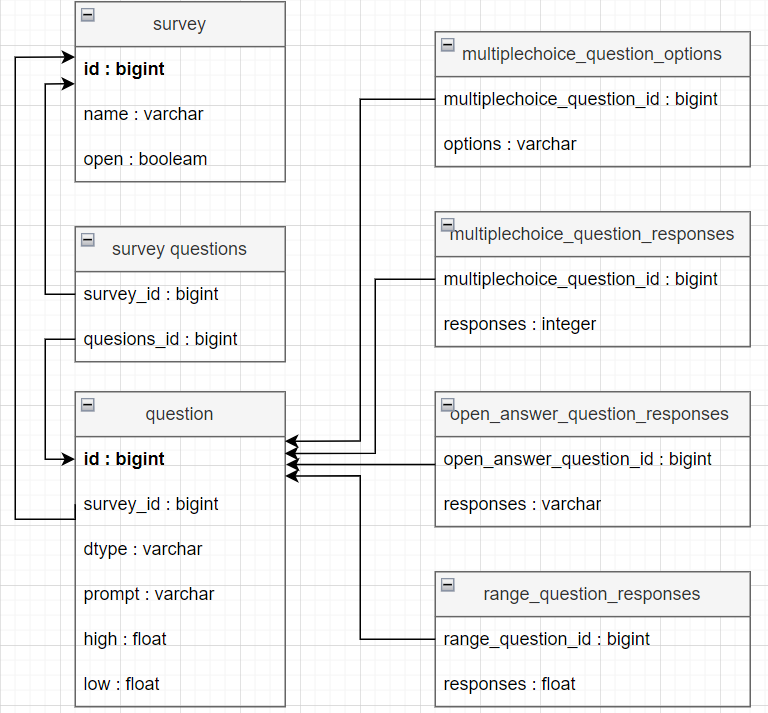 survey
id : bigint
name : varchar
open : booleam
survey questions
survey_id : bigint
quesions_id : bigint
question
id : bigint
survey_id : bigint
dtype : varchar
prompt : varchar
high : float
low : float
multiplechoice_question_options
multiplechoice_question_id : bigint
options : varchar
multiplechoice_question_responses
multiplechoice_question_id : bigint
responses : integer
open_answer_question_responses
open_answer_question_id : bigint
responses : varchar
range_question_responses
range_question_id : bigint
responses : float